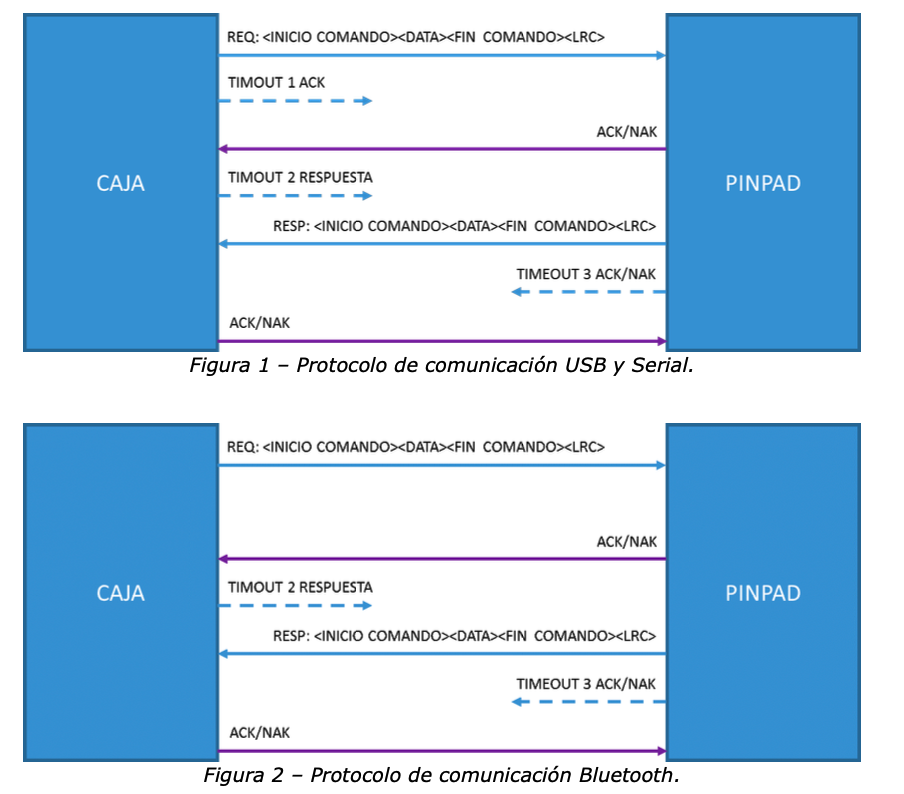 REQ: <INICIO COMANDO><DATA><FIN COMANDO><LRC>
TIMOUT 1 ACK
ACK/NAK
CAJA
TIMOUT 2 RESPUESTA
PINPAD
RESP: <INICIO COMANDO><DATA><FIN COMANDO><LRC>
TIMEOUT 3 ACK/NAK
ACK/NAK
Figura 1 – Protocolo de comunicación USB y Serial.
REQ: <INICIO COMANDO><DATA><FIN COMANDO><LRC>
ACK/NAK
CAJA
TIMOUT 2 RESPUESTA
PINPAD
RESP: <INICIO COMANDO><DATA><FIN COMANDO><LRC>
TIMEOUT 3 ACK/NAK
ACK/NAK
Figura 2 – Protocolo de comunicación Bluetooth.